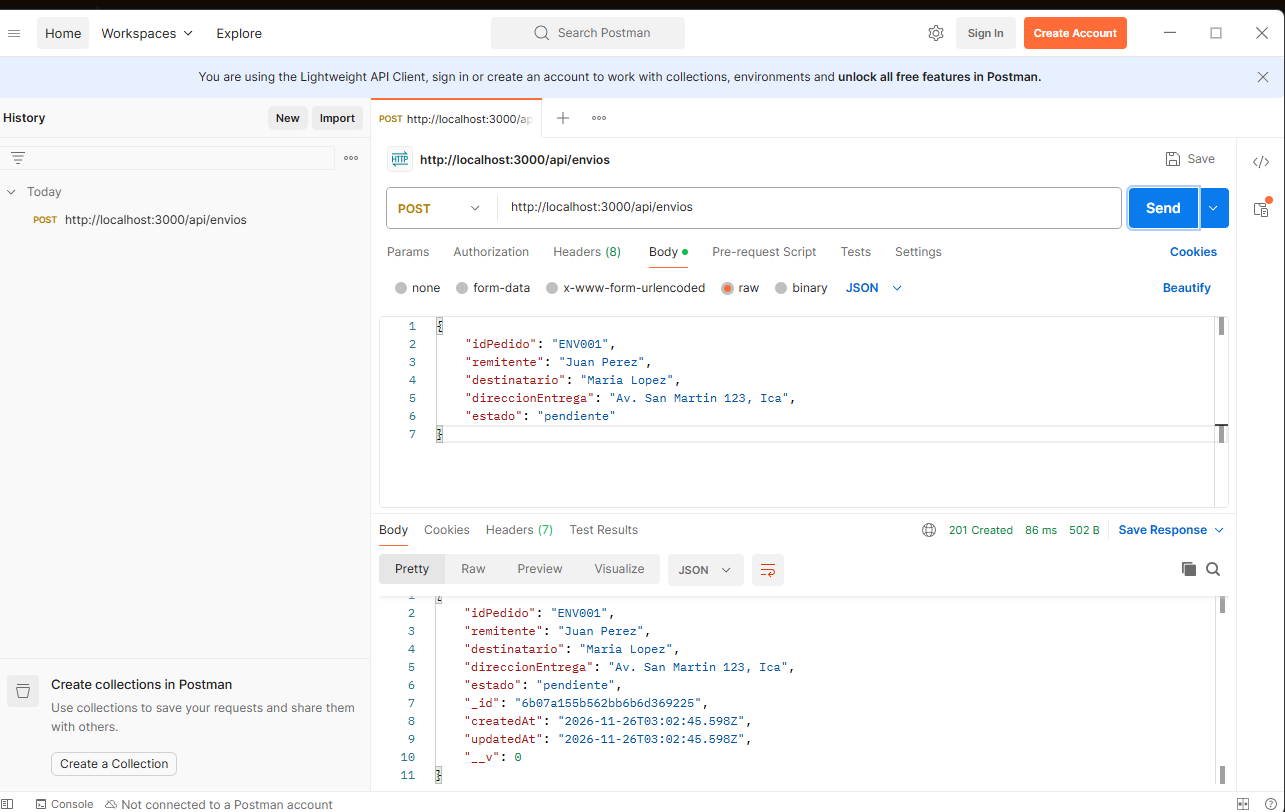 Home Workspaces Explore Search Postman Sign In Create Account
You are using the Lightweight API Client, sign in or create an account to work with collections, environments and unlock all free features in Postman.
History New Import
Today
POST http://localhost:3000/api/envios
POST http://localhost:3000/ap
HTTP http://localhost:3000/api/envios Save
POST http://localhost:3000/api/envios Send
Params Authorization Headers (8) Body Pre-request Script Tests Settings Cookies
none form-data x-www-form-urlencoded raw binary JSON Beautify
1 {
2 "idPedido": "ENV001",
3 "remitente": "Juan Perez",
4 "destinatario": "Maria Lopez",
5 "direccionEntrega": "Av. San Martin 123, Ica",
6 "estado": "pendiente"
7 }
Body Cookies Headers (7) Test Results 201 Created 86 ms 502 B Save Response
Pretty Raw Preview Visualize JSON
1 {
2 "idPedido": "ENV001",
3 "remitente": "Juan Perez",
4 "destinatario": "Maria Lopez",
5 "direccionEntrega": "Av. San Martin 123, Ica",
6 "estado": "pendiente",
7 "_id": "6b07a155b562bb6b6d369225",
8 "createdAt": "2026-11-26T03:02:45.598Z",
9 "updatedAt": "2026-11-26T03:02:45.598Z",
10 "__v": 0
11 }
Create collections in Postman
Use collections to save your requests and share them
with others.
Create a Collection
Console Not connected to a Postman account